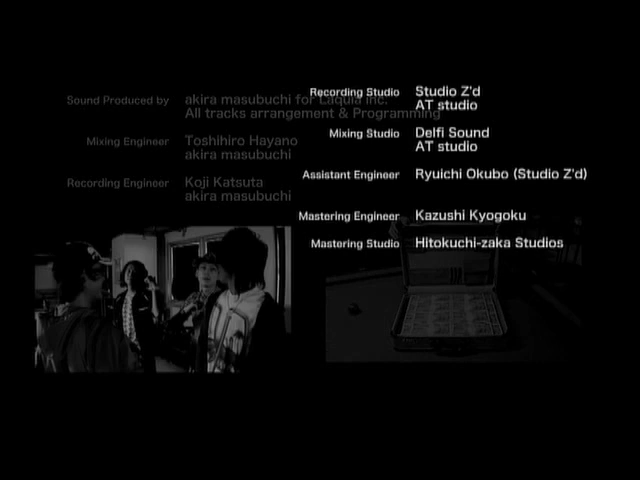 Sound Produced by akira masubuchi for Laquia inc.
All tracks arrangement & Programming
Mixing Engineer Toshihiro Hayano
akira masubuchi
Recording Engineer Koji Katsuta
akira masubuchi
Recording Studio Studio Z'd
AT studio
Mixing Studio Delfi Sound
AT studio
Assistant Engineer Ryuichi Okubo (Studio Z'd)
Mastering Engineer Kazushi Kyogoku
Mastering Studio Hitokuchi-zaka Studios